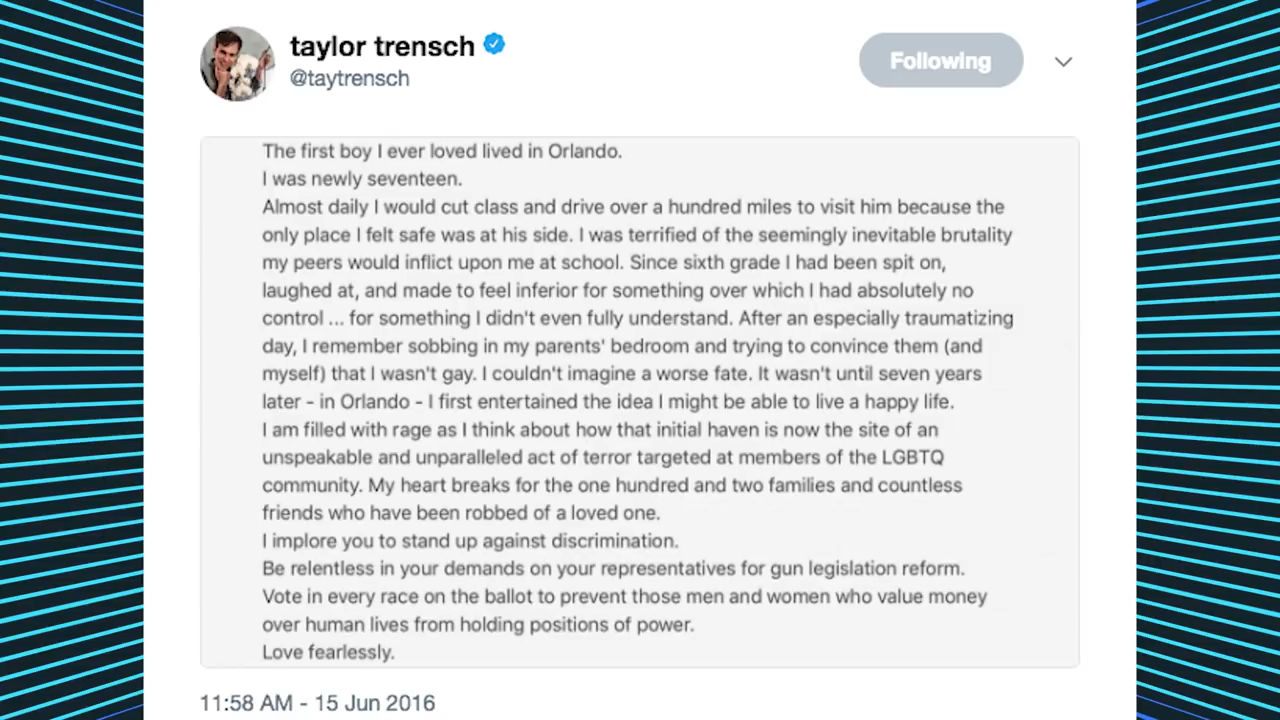 taylor trensch
@taytrensch
Following
The first boy I ever loved lived in Orlando.
I was newly seventeen.
Almost daily I would cut class and drive over a hundred miles to visit him because the
only place I felt safe was at his side. I was terrified of the seemingly inevitable brutality
my peers would inflict upon me at school. Since sixth grade I had been spit on,
laughed at, and made to feel inferior for something over which I had absolutely no
control ... for something I didn't even fully understand. After an especially traumatizing
day, I remember sobbing in my parents' bedroom and trying to convince them (and
myself) that I wasn't gay. I couldn't imagine a worse fate. It wasn't until seven years
later - in Orlando - I first entertained the idea I might be able to live a happy life.
I am filled with rage as I think about how that initial haven is now the site of an
unspeakable and unparalleled act of terror targeted at members of the LGBTQ
community. My heart breaks for the one hundred and two families and countless
friends who have been robbed of a loved one.
I implore you to stand up against discrimination.
Be relentless in your demands on your representatives for gun legislation reform.
Vote in every race on the ballot to prevent those men and women who value money
over human lives from holding positions of power.
Love fearlessly.
11:58 AM - 15 Jun 2016